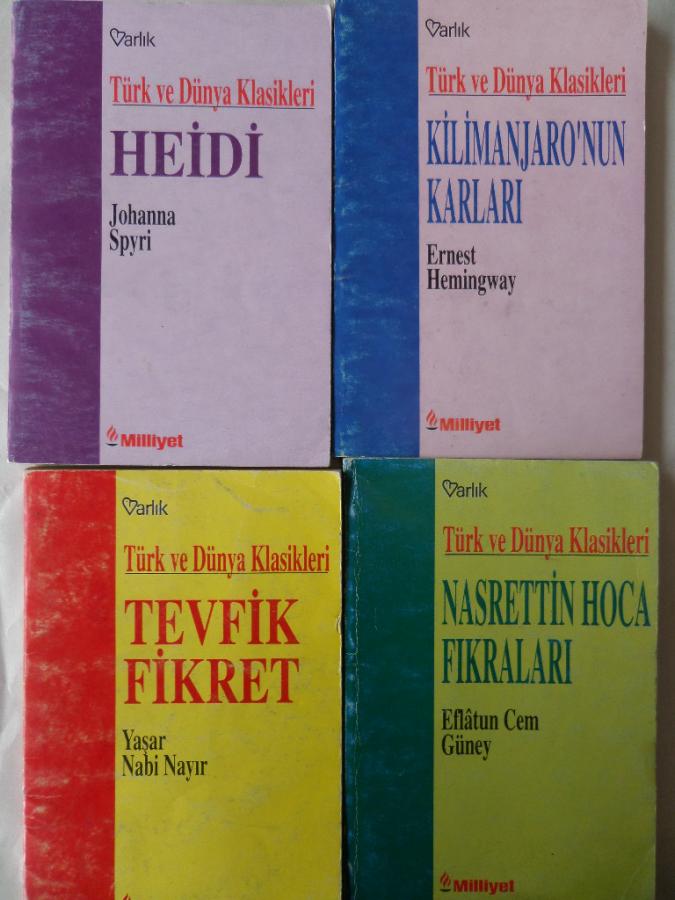 Varlık
Türk ve Dünya Klasikleri
HEİDİ
Johanna
Spyri
Milliyet
Varlık
Türk ve Dünya Klasikleri
KİLİMANJARO'NUN
KARLARI
Ernest
Hemingway
Milliyet
Varlık
Türk ve Dünya Klasikleri
TEVFİK
FİKRET
Yaşar
Nabi Nayır
Varlık
Türk ve Dünya Klasikleri
NASRETTİN HOCA
FIKRALARI
Eflâtun Cem
Güney
Milliyet